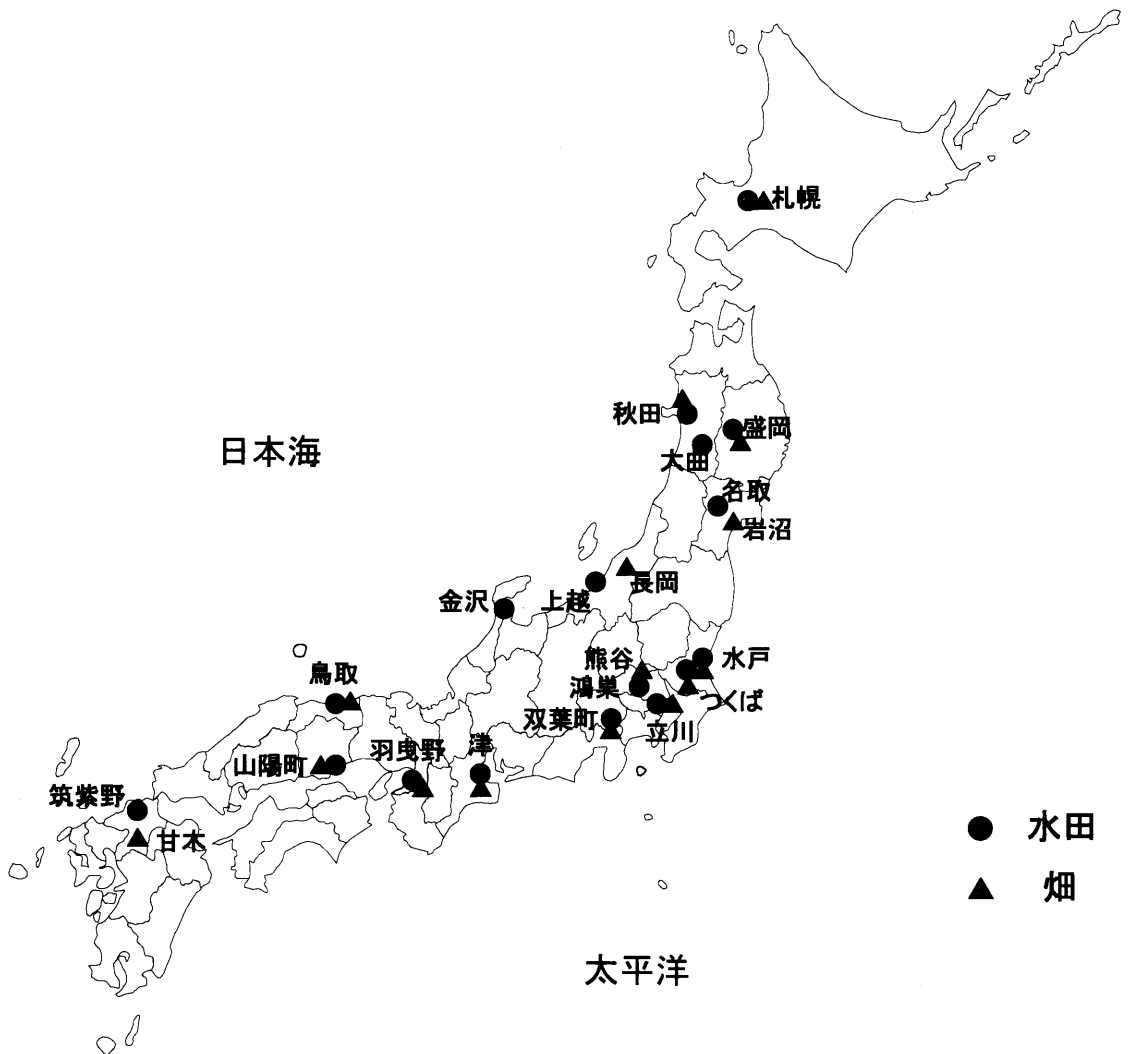 札幌
秋田
盛岡
大曲
日本海
名取
岩沼
長岡
金沢
上越
熊谷
水戸
鳥取
鴻巣
つくば
双葉町
立川
羽曳野
津
山陽町
筑紫野
甘木
水田
畑
太平洋